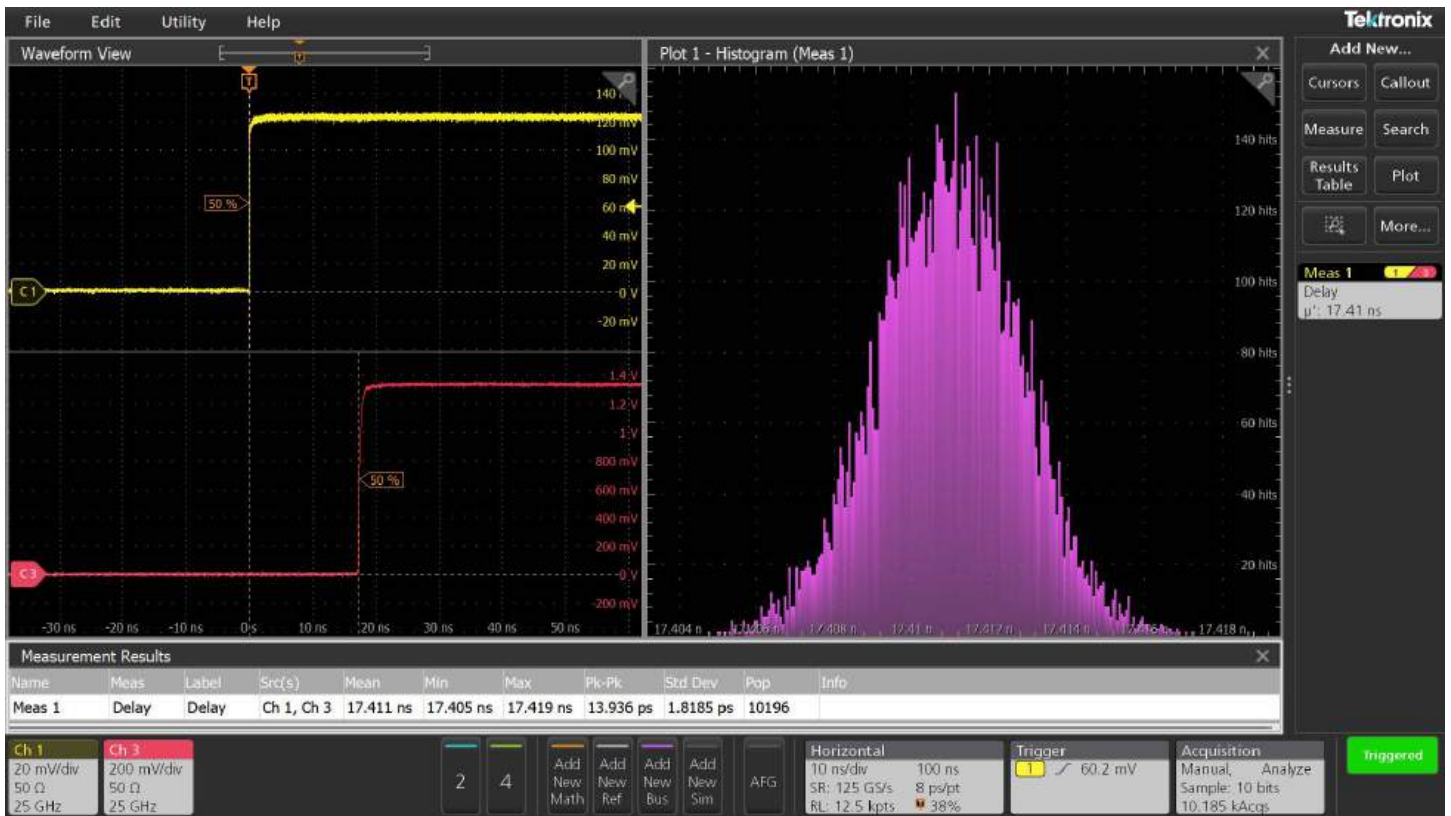 File Edit Utility Help
Tektronix
Waveform View
T
140
120 mV
100 mV
80 mV
50 %
60 mV
40 mV
20 mV
C1
0 V
-20 mV
1.4 V
1.2 V
1 V
800 mV
50 %
600 mV
400 mV
200 mV
C3
0 V
-200 mV
-30 ns -20 ns -10 ns 0 s 10 ns 20 ns 30 ns 40 ns 50 ns
Plot 1 - Histogram (Meas 1)
140 hits
120 hits
100 hits
80 hits
60 hits
40 hits
20 hits
17.404 n 17.408 n 17.41 n 17.414 n 17.418 n
Add New...
Cursors Callout
Measure Search
Results Table Plot
More...
Meas 1 1 3
Delay
µ': 17.41 ns
Measurement Results
Name Meas Label Src(s) Mean Min Max Pk-Pk Std Dev Pop Info
Meas 1 Delay Delay Ch 1, Ch 3 17.411 ns 17.405 ns 17.419 ns 13.936 ps 1.8185 ps 10196
Ch 1
20 mV/div
50 Ω
25 GHz
Ch 3
200 mV/div
50 Ω
25 GHz
2
4
Add New Math
Add New Ref
Add New Bus
Add New Sim
AFG
Horizontal
10 ns/div 100 ns
SR: 125 GS/s 8 ps/pt
RL: 12.5 kpts 38%
Trigger
1 60.2 mV
Acquisition
Manual, Analyze
Sample: 10 bits
10.185 kAcqs
Triggered